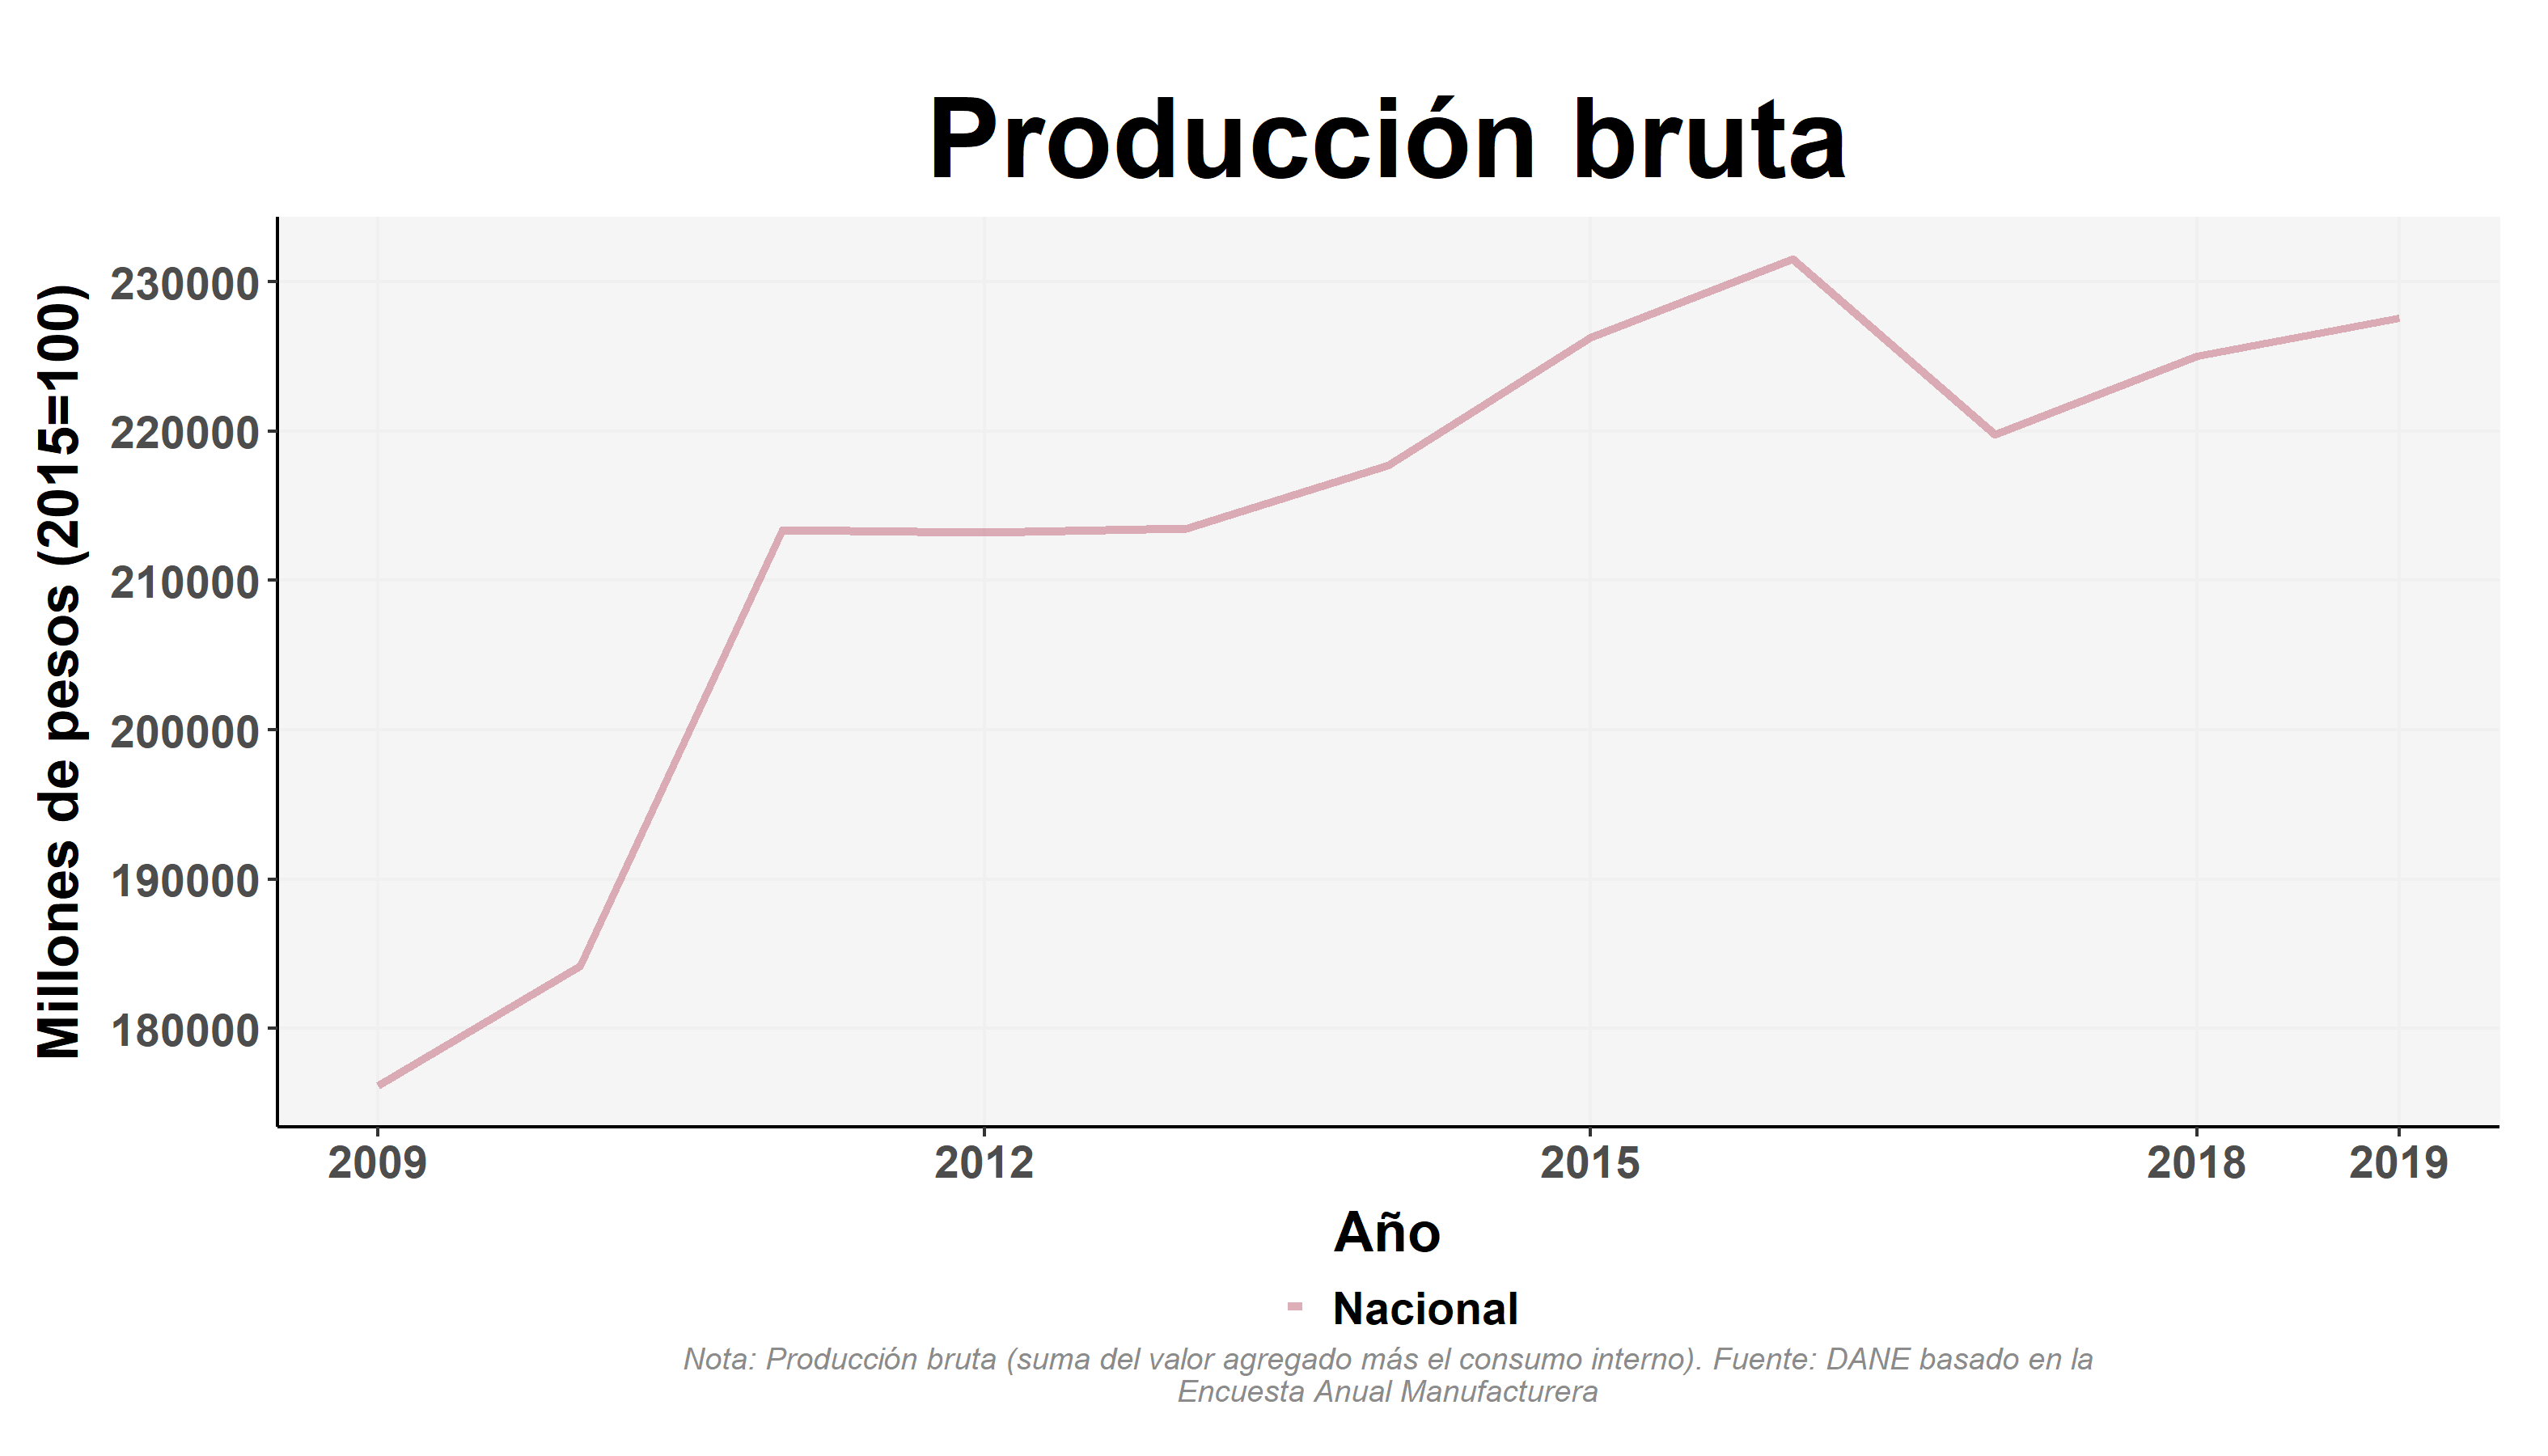 Producción bruta
Millones de pesos (2015=100)
230000
220000
210000
200000
190000
180000
2009 2012 2015 2018 2019
Año
Nacional
Nota: Producción bruta (suma del valor agregado más el consumo interno). Fuente: DANE basado en la
Encuesta Anual Manufacturera